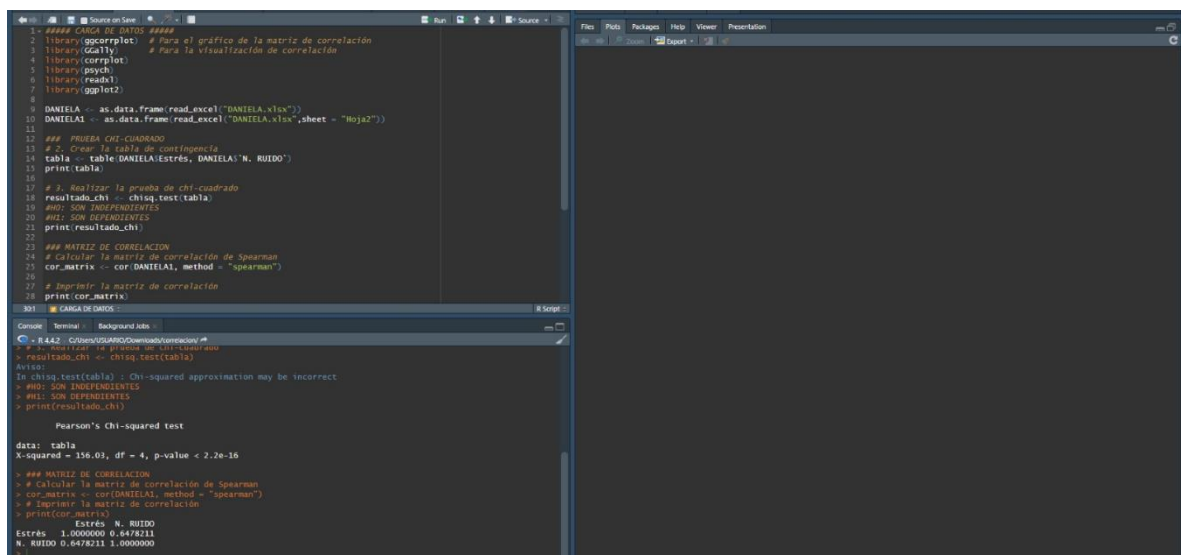 Source on Save
Run
Source
1 ##### CARGA DE DATOS #####
2 library(ggcorrplot) # Para el gráfico de la matriz de correlación
3 library(GGally) # Para la visualización de correlación
4 library(corrplot)
5 library(psych)
6 library(readxl)
7 library(ggplot2)
8
9 DANIELA <- as.data.frame(read_excel("DANIELA.xlsx"))
10 DANIELA1 <- as.data.frame(read_excel("DANIELA.xlsx",sheet = "Hoja2"))
11
12 ### PRUEBA CHI-CUADRADO
13 # 2. Crear la tabla de contingencia
14 tabla <- table(DANIELA$Estrés, DANIELA$`N. RUIDO`)
15 print(tabla)
16
17 # 3. Realizar la prueba de chi-cuadrado
18 resultado_chi <- chisq.test(tabla)
19 #H0: SON INDEPENDIENTES
20 #H1: SON DEPENDIENTES
21 print(resultado_chi)
22
23 ### MATRIZ DE CORRELACION
24 # Calcular la matriz de correlación de Spearman
25 cor_matrix <- cor(DANIELA1, method = "spearman")
26
27 # Imprimir la matriz de correlación
28 print(cor_matrix)
30:1 CARGA DE DATOS R Script
Console Terminal Background Jobs
R 4.4.2 C:/Users/USUARIO/Downloads/correlacion/
> # 3. Realizar la prueba de chi-cuadrado
> resultado_chi <- chisq.test(tabla)
Aviso:
In chisq.test(tabla) : Chi-squared approximation may be incorrect
> #H0: SON INDEPENDIENTES
> #H1: SON DEPENDIENTES
> print(resultado_chi)
Pearson's Chi-squared test
data: tabla
X-squared = 156.03, df = 4, p-value < 2.2e-16
> ### MATRIZ DE CORRELACION
> # Calcular la matriz de correlación de Spearman
> cor_matrix <- cor(DANIELA1, method = "spearman")
> # Imprimir la matriz de correlación
> print(cor_matrix)
Estrés N. RUIDO
Estrés 1.0000000 0.6478211
N. RUIDO 0.6478211 1.0000000
>
Files Plots Packages Help Viewer Presentation
Zoom Export